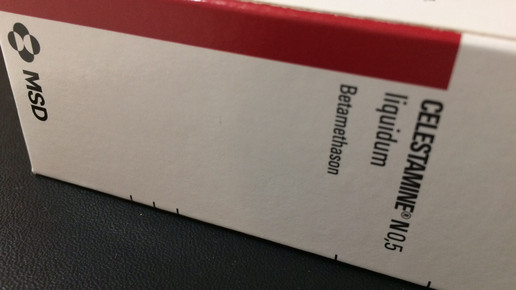 CELESTAMINE® N 0,5
liquidum
Betamethason
MSD